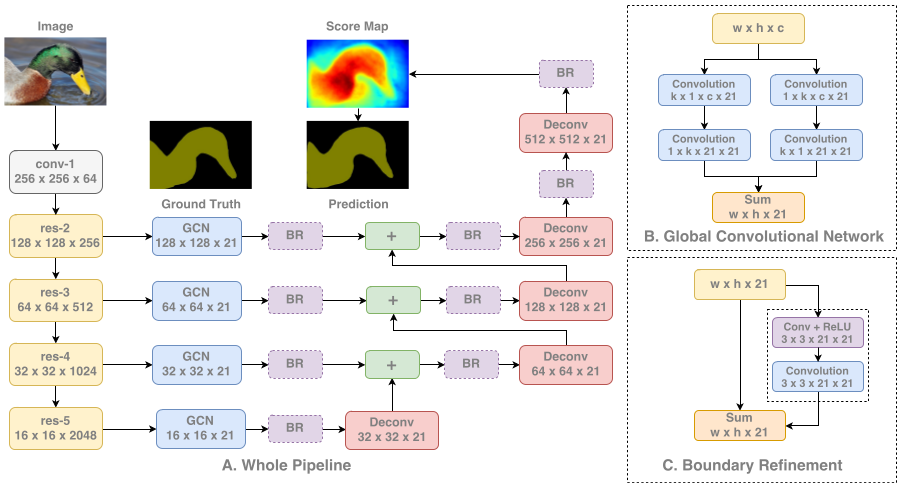 Image
Score Map
BR
Deconv
512 x 512 x 21
conv-1
256 x 256 x 64
BR
Ground Truth
Prediction
res-2
128 x 128 x 256
GCN
128 x 128 x 21
BR
+
BR
Deconv
256 x 256 x 21
res-3
64 x 64 x 512
GCN
64 x 64 x 21
BR
+
BR
Deconv
128 x 128 x 21
res-4
32 x 32 x 1024
GCN
32 x 32 x 21
BR
+
BR
Deconv
64 x 64 x 21
res-5
16 x 16 x 2048
GCN
16 x 16 x 21
BR
Deconv
32 x 32 x 21
A. Whole Pipeline
w x h x c
Convolution
k x 1 x c x 21
Convolution
1 x k x c x 21
Convolution
1 x k x 21 x 21
Convolution
k x 1 x 21 x 21
Sum
w x h x 21
B. Global Convolutional Network
w x h x 21
Conv + ReLU
3 x 3 x 21 x 21
Convolution
3 x 3 x 21 x 21
Sum
w x h x 21
C. Boundary Refinement